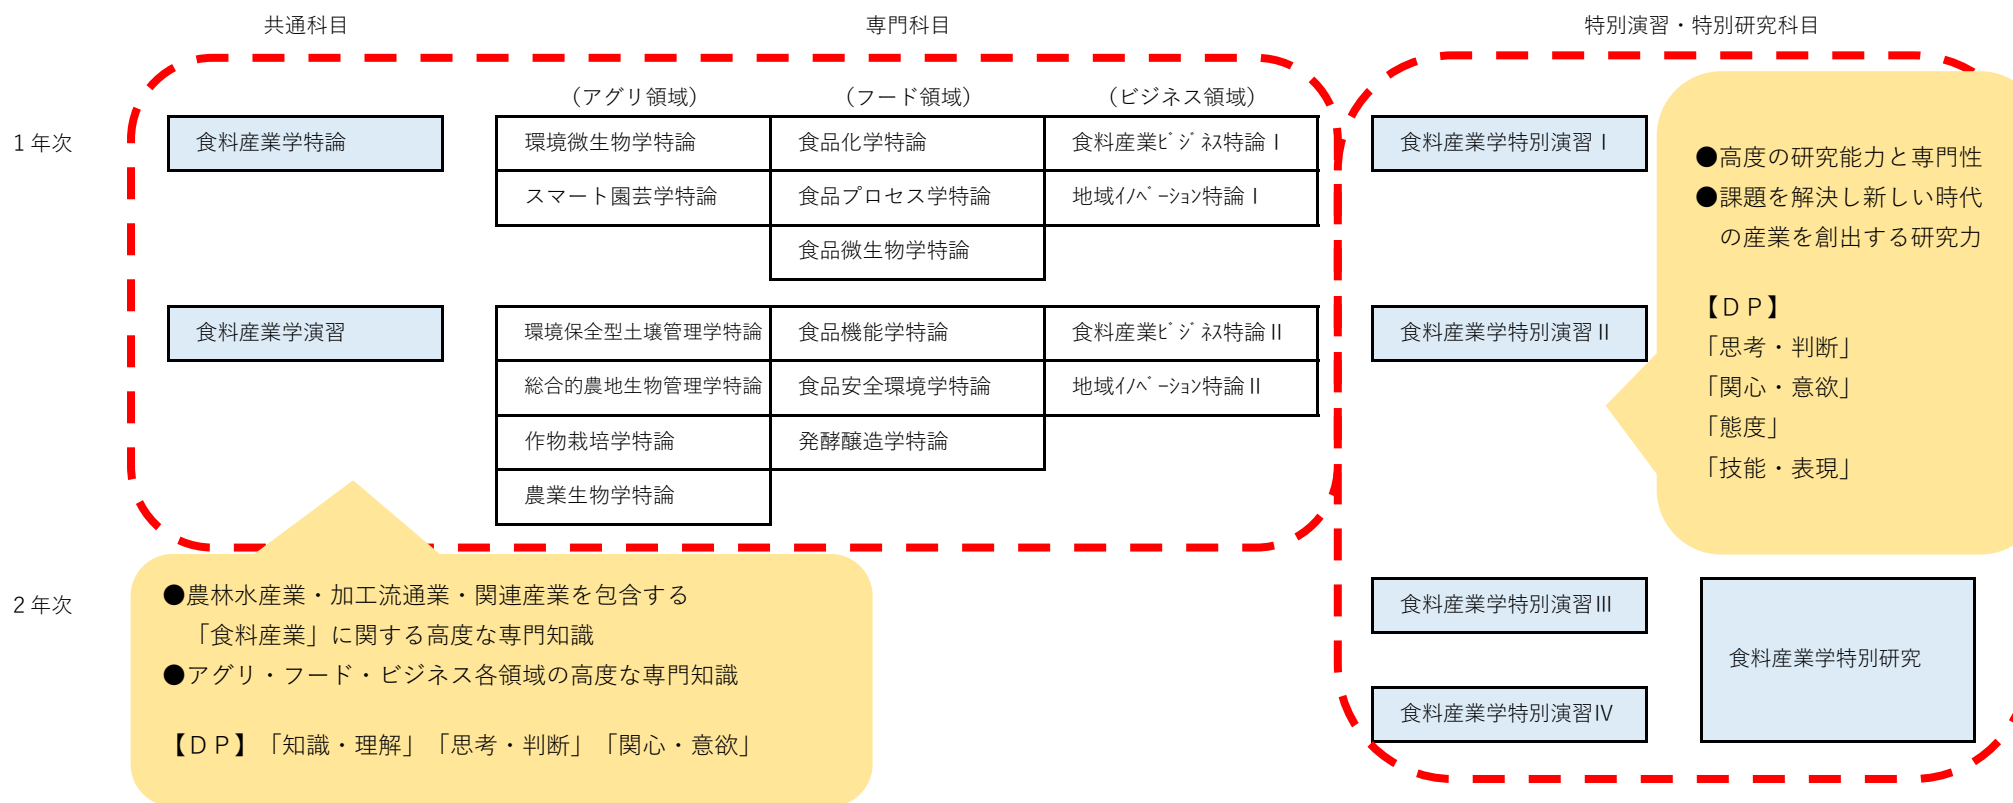 共通科目
専門科目
特別演習・特別研究科目
（アグリ領域）
（フード領域）
（ビジネス領域）
1年次
食料産業学特論
環境微生物学特論
食品化学特論
食料産業ﾋﾞｼﾞﾈｽ特論Ⅰ
食料産業学特別演習Ⅰ
スマート園芸学特論
食品プロセス学特論
地域ｲﾉﾍﾞｰｼｮﾝ特論Ⅰ
食品微生物学特論
食料産業学演習
環境保全型土壌管理学特論
食品機能学特論
食料産業ﾋﾞｼﾞﾈｽ特論Ⅱ
食料産業学特別演習Ⅱ
総合的農地生物管理学特論
食品安全環境学特論
地域ｲﾉﾍﾞｰｼｮﾝ特論Ⅱ
作物栽培学特論
発酵醸造学特論
農業生物学特論
●高度の研究能力と専門性
●課題を解決し新しい時代
の産業を創出する研究力
【ＤＰ】
「思考・判断」
「関心・意欲」
「態度」
「技能・表現」
2年次
●農林水産業・加工流通業・関連産業を包含する
「食料産業」に関する高度な専門知識
●アグリ・フード・ビジネス各領域の高度な専門知識
【ＤＰ】「知識・理解」「思考・判断」「関心・意欲」
食料産業学特別演習Ⅲ
食料産業学特別研究
食料産業学特別演習Ⅳ